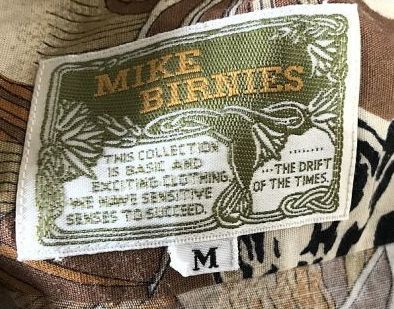 MIKE
BIRNIES
THIS COLLECTION
IS BASIC AND
EXCITING CLOTHING.
WE HAVE SENSITIVE
SENSES TO SUCCEED.
........
...THE DRIFT
OF THE TIMES.
M